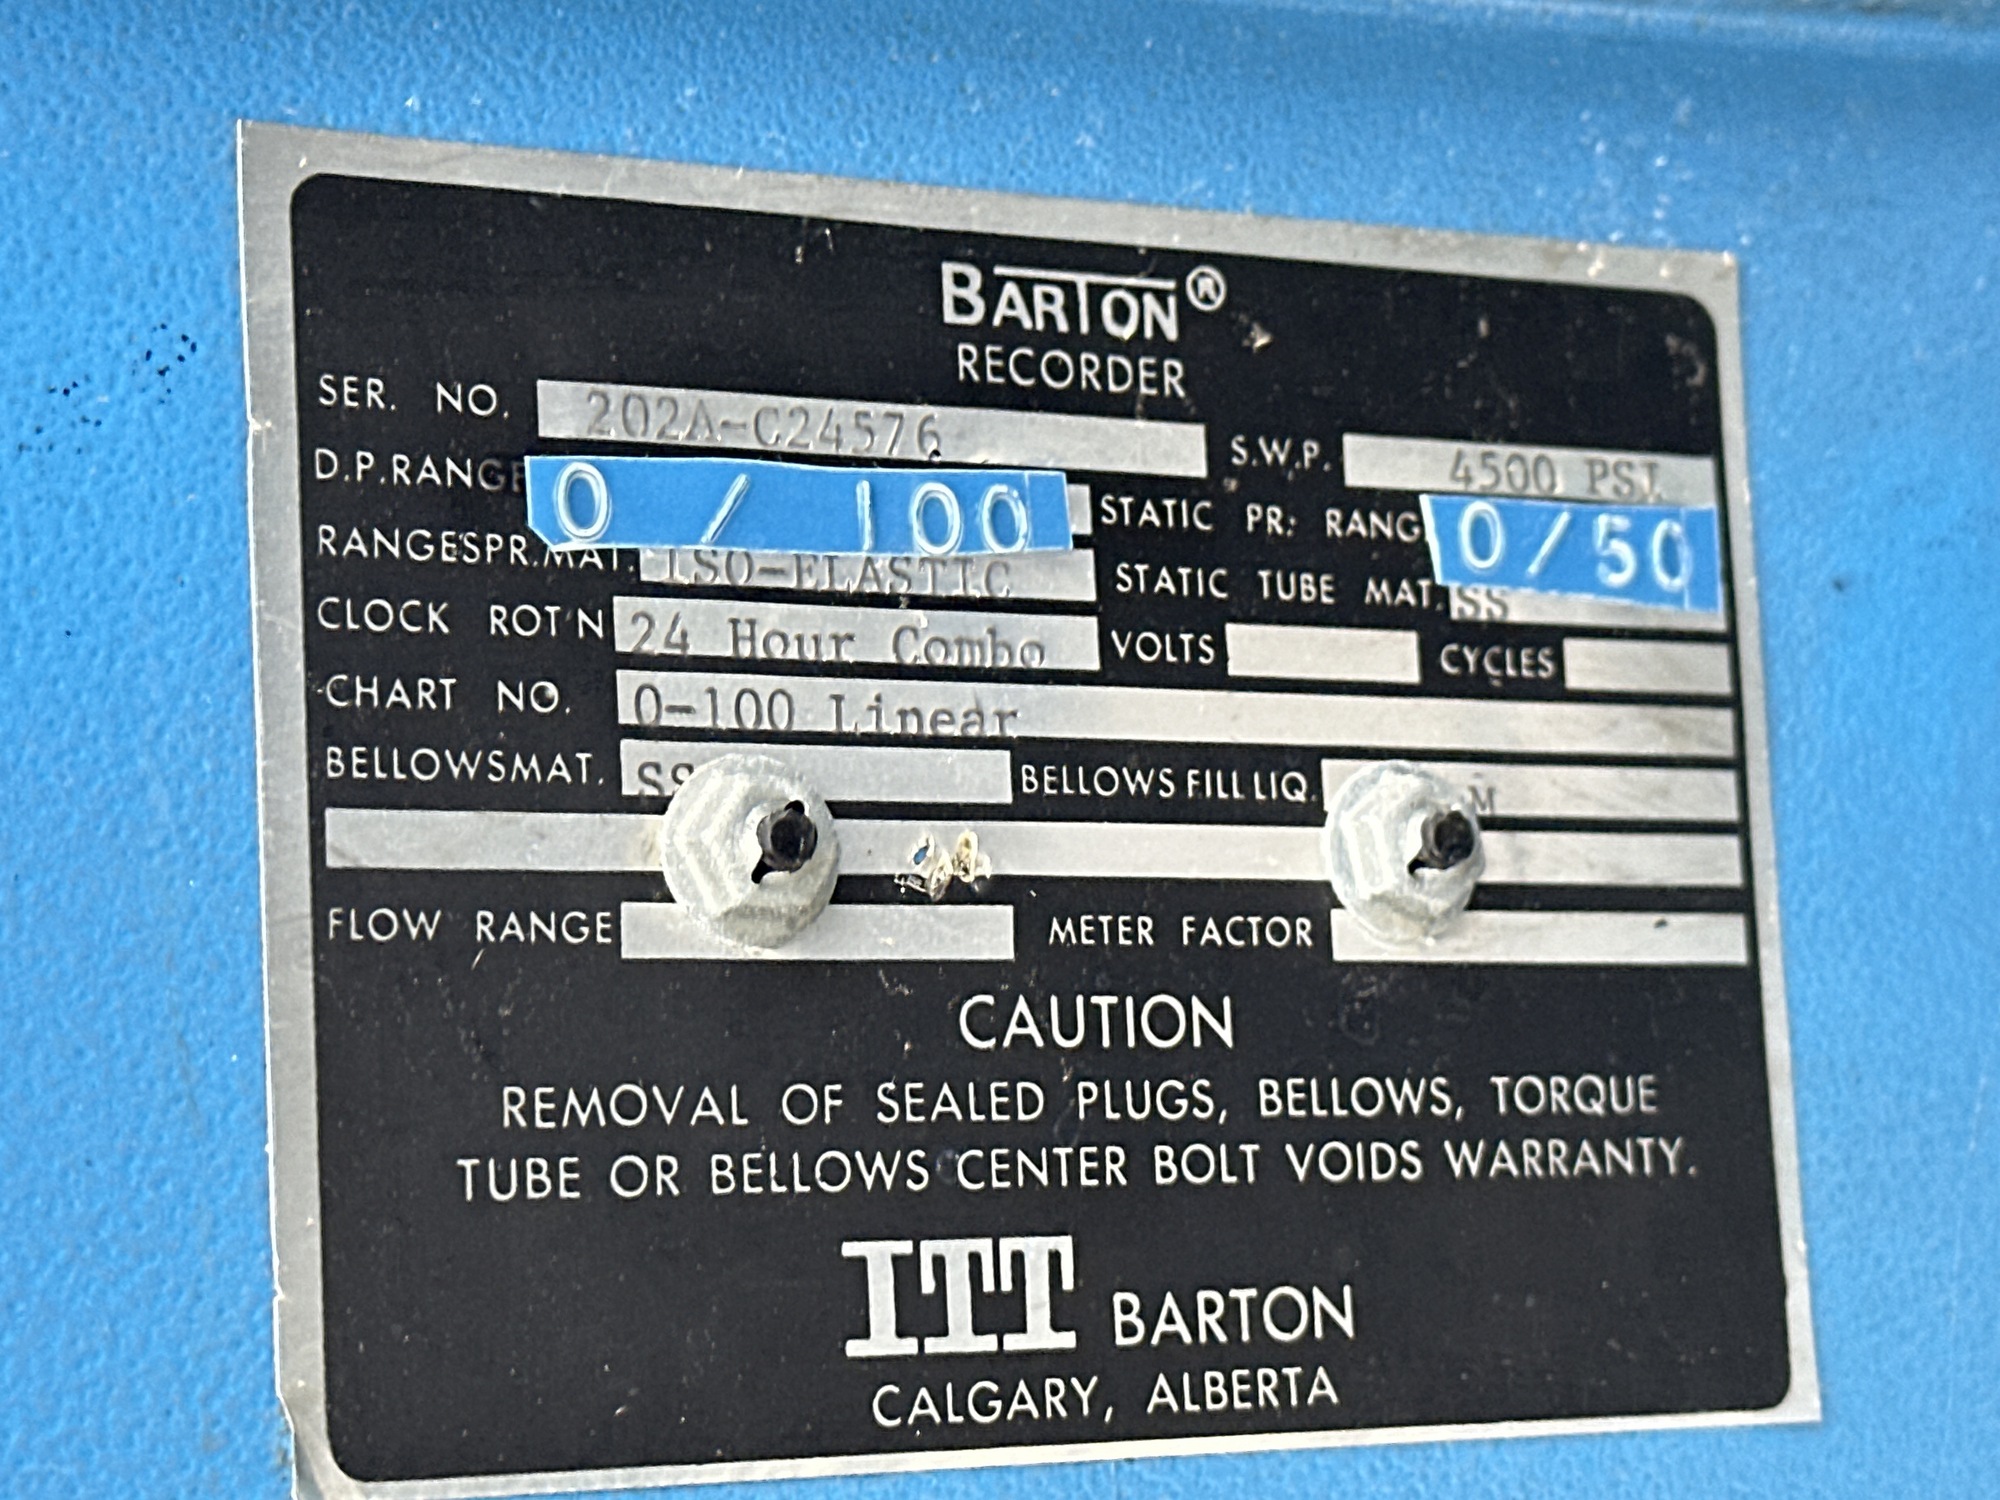 BARTON®
RECORDER
SER. NO. 202A-C24576 S.W.P. 4500 PSI
D.P.RANGE 0 / 100 STATIC PR: RANG 0/50
RANGESPR.MAT. ISO-ELASTIC STATIC TUBE MAT. SS
CLOCK ROT'N 24 Hour Combo VOLTS CYCLES
CHART NO. 0-100 Linear
BELLOWSMAT. SS BELLOWS FILL LIQ.
FLOW RANGE METER FACTOR
CAUTION
REMOVAL OF SEALED PLUGS, BELLOWS, TORQUE
TUBE OR BELLOWS CENTER BOLT VOIDS WARRANTY.
ITT BARTON
CALGARY, ALBERTA